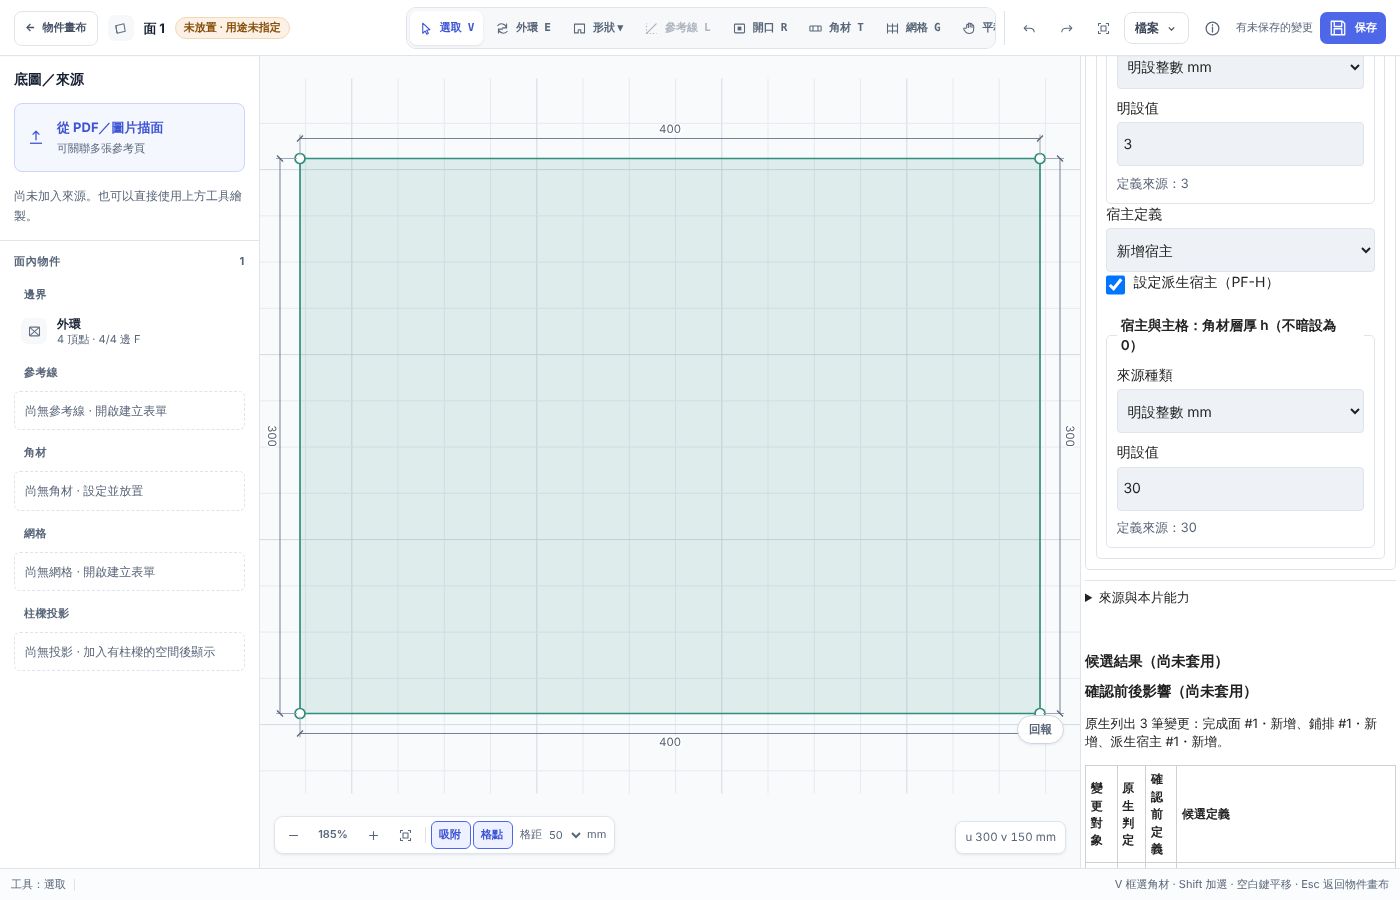 物件畫布
面 1
未放置 · 用途未指定
選取 V
外環 E
形狀▾
參考線 L
開口 R
角材 T
網格 G
檔案
有未保存的變更
保存
底圖／來源
從 PDF／圖片描面
可關聯多張參考頁
尚未加入來源。也可以直接使用上方工具繪
製。
面內物件 1
邊界
外環
4 頂點 · 4/4 邊 F
參考線
尚無參考線 · 開啟建立表單
角材
尚無角材 · 設定並放置
網格
尚無網格 · 開啟建立表單
柱樑投影
尚無投影 · 加入有柱樑的空間後顯示
400
300
300
400
回報
185%
吸附
格點
格距 50 mm
u 300 v 150 mm
明設整數 mm
明設值
3
定義來源：3
宿主定義
新增宿主
設定派生宿主（PF-H）
宿主與主格：角材層厚 h（不暗設為
0）
來源種類
明設整數 mm
明設值
30
定義來源：30
來源與本片能力
候選結果（尚未套用）
確認前後影響（尚未套用）
原生列出 3 筆變更：完成面 #1・新增、鋪排 #1・新
增、派生宿主 #1・新增。
變更對象
原生判定
確認前定義
候選定義
工具：選取
V 框選角材 · Shift 加選 · 空白鍵平移 · Esc 返回物件畫布